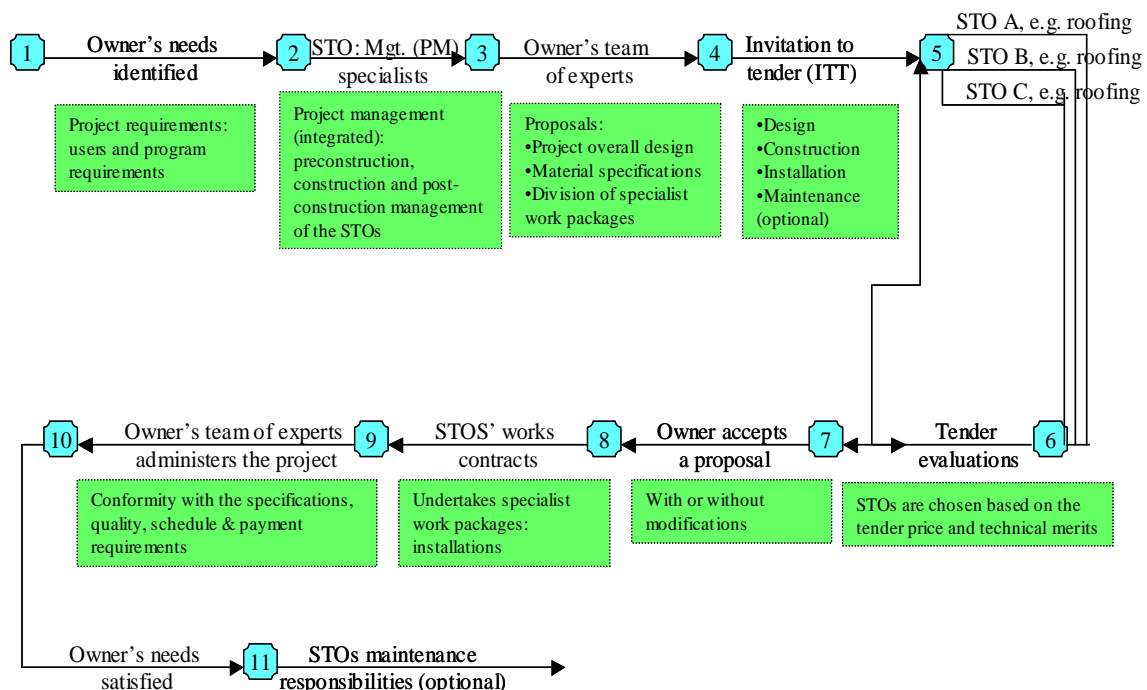 1
Owner's needs
identified
2
STO: Mgt. (PM)
specialists
3
Owner's team
of experts
4
Invitation to
tender (ITT)
5
STO A, e.g. roofing
STO B, e.g. roofing
STO C, e.g. roofing
Project requirements:
users and program
requirements
Project management
(integrated):
preconstruction,
construction and post-
construction management
of the STOs
Proposals:
•Project overall design
•Material specifications
•Division of specialist
work packages
•Design
•Construction
•Installation
•Maintenance
(optional)
10
Owner's team of experts
administers the project
9
STOS' works
contracts
8
Owner accepts
a proposal
7
Tender
evaluations
6
Conformity with the specifications,
quality, schedule & payment
requirements
Undertakes specialist
work packages:
installations
With or without
modifications
STOs are chosen based on the
tender price and technical merits
Owner's needs
satisfied
11
STOs maintenance
responsibilities (optional)